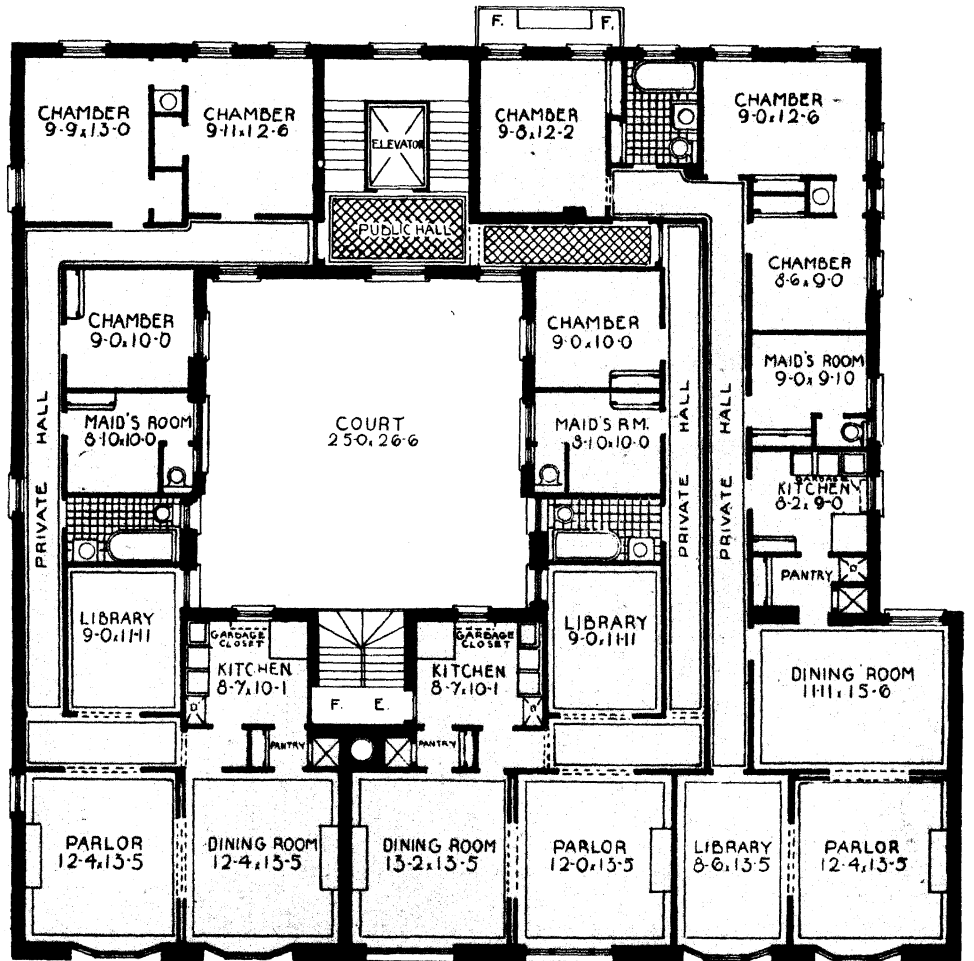 F. F.
CHAMBER
9-9x13-0
CHAMBER
9-11x12-6
ELEVATOR
CHAMBER
9-8x12-2
CHAMBER
9-0x12-6
PUBLIC HALL
CHAMBER
8-6x9-0
CHAMBER
9-0x10-0
CHAMBER
9-0x10-0
MAID'S ROOM
9-0x9-10
MAID'S ROOM
8-10x10-0
COURT
25-0x26-6
MAID'S RM.
8-10x10-0
PRIVATE HALL
PRIVATE HALL
PRIVATE HALL
GARBAGE
KITCHEN
8-2x9-0
PANTRY
D
LIBRARY
9-0x11-11
GARBAGE
CLOSET
KITCHEN
8-7x10-1
D
GARBAGE
CLOSET
KITCHEN
8-7x10-1
D
LIBRARY
9-0x11-11
DINING ROOM
11-11x15-6
F. E.
PANTRY
PANTRY
PARLOR
12-4x13-5
DINING ROOM
12-4x13-5
DINING ROOM
13-2x13-5
PARLOR
12-0x13-5
LIBRARY
8-6x13-5
PARLOR
12-4x13-5